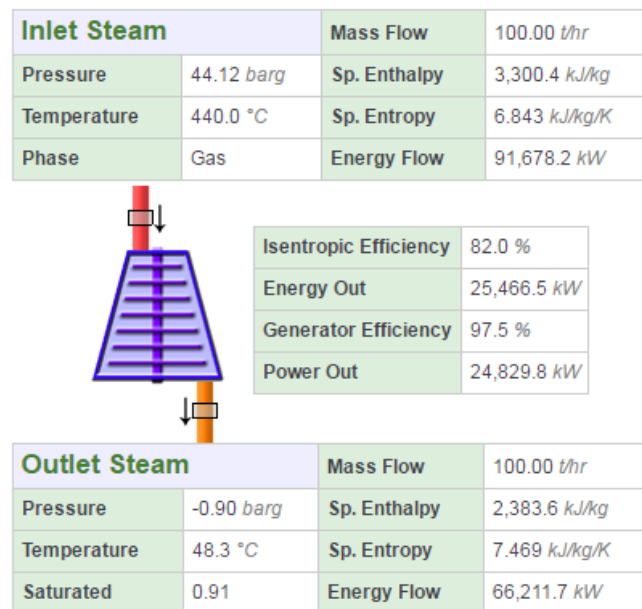 Inlet Steam Mass Flow 100.00 t/hr
Pressure 44.12 barg Sp. Enthalpy 3,300.4 kJ/kg
Temperature 440.0 °C Sp. Entropy 6.843 kJ/kg/K
Phase Gas Energy Flow 91,678.2 kW
Isentropic Efficiency 82.0 %
Energy Out 25,466.5 kW
Generator Efficiency 97.5 %
Power Out 24,829.8 kW
Outlet Steam Mass Flow 100.00 t/hr
Pressure -0.90 barg Sp. Enthalpy 2,383.6 kJ/kg
Temperature 48.3 °C Sp. Entropy 7.469 kJ/kg/K
Saturated 0.91 Energy Flow 66,211.7 kW